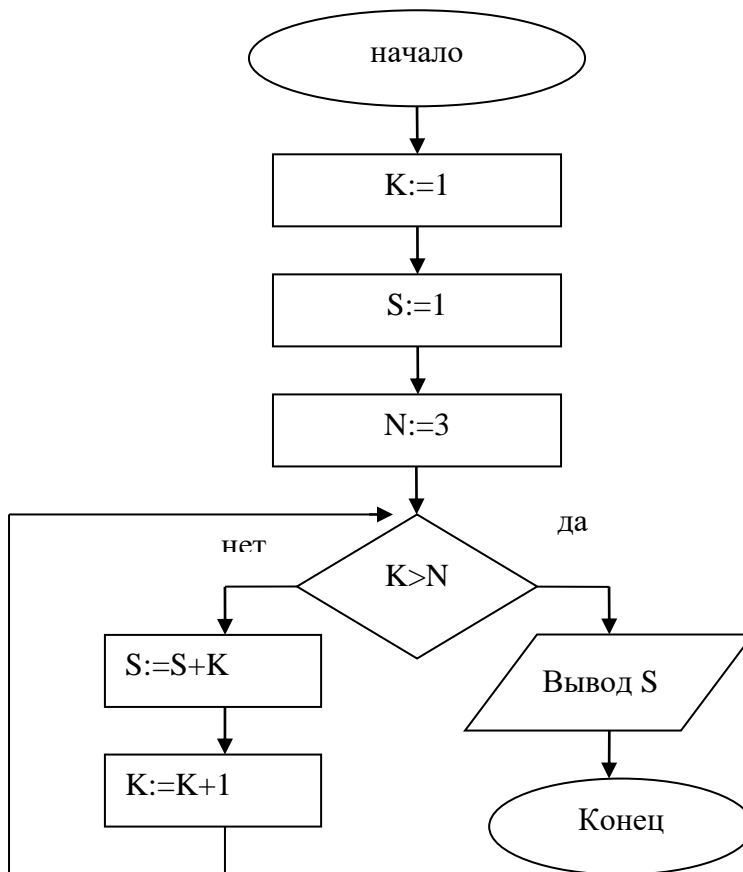 начало
K:=1
S:=1
N:=3
да
нет
K>N
S:=S+K
Вывод S
K:=K+1
Конец